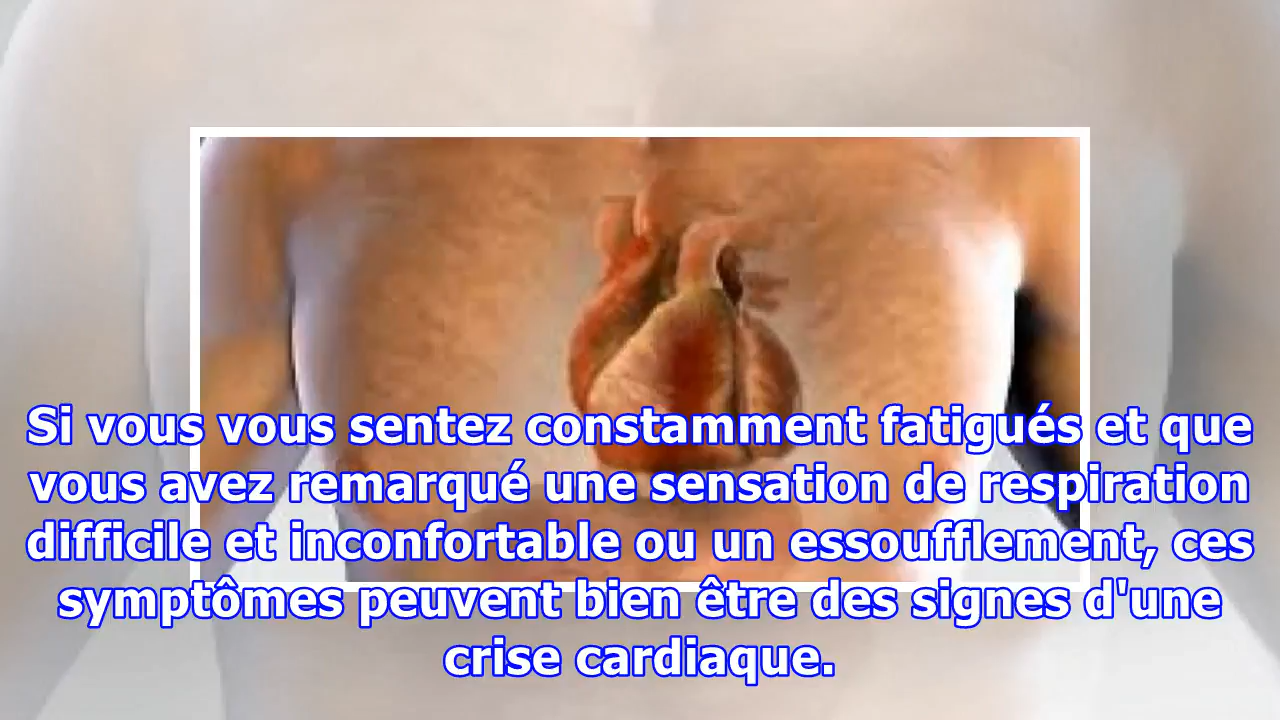 Si vous vous sentez constamment fatigués et que
vous avez remarqué une sensation de respiration
difficile et inconfortable ou un essoufflement, ces
symptômes peuvent bien être des signes d'une
crise cardiaque.